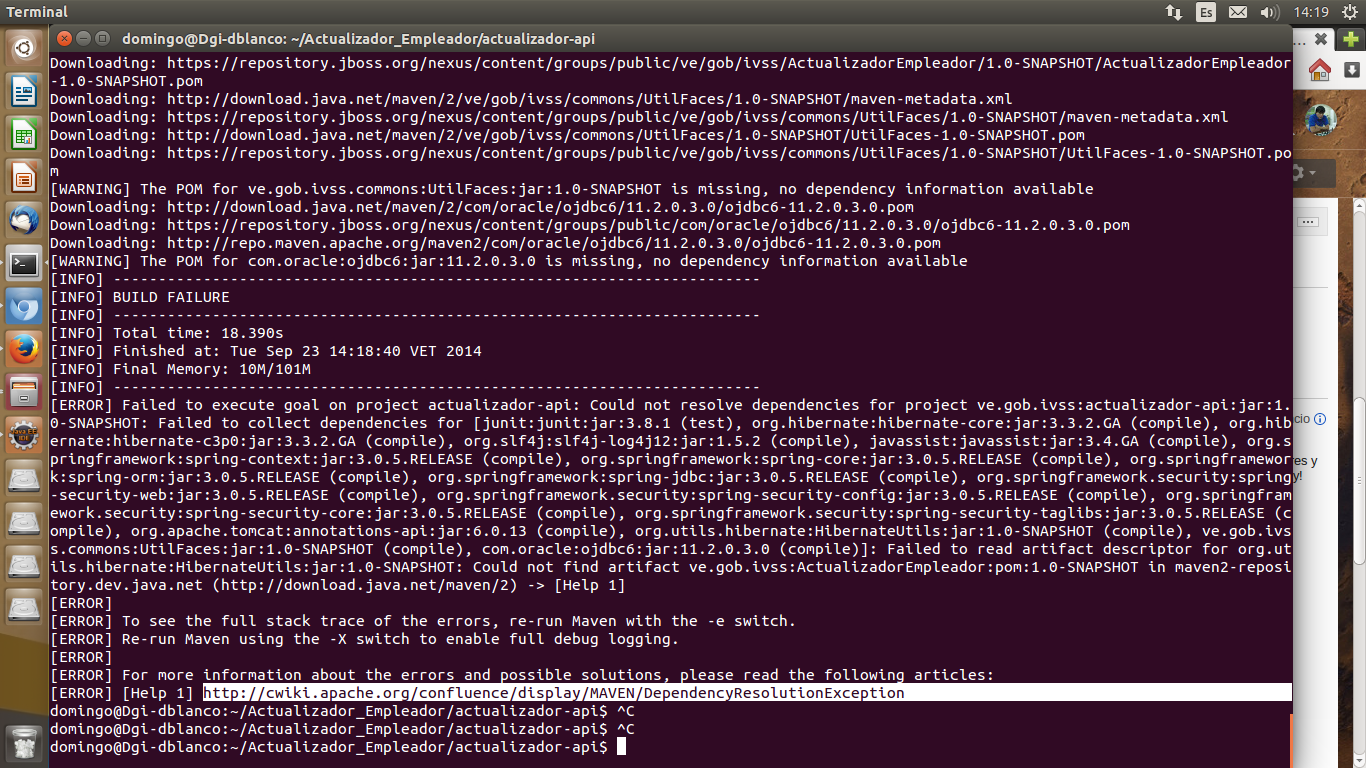 Terminal
Es
14:19
domingo@Dgi-dblanco: ~/Actualizador_Empleador/actualizador-api
Downloading: https://repository.jboss.org/nexus/content/groups/public/ve/gob/ivss/ActualizadorEmpleador/1.0-SNAPSHOT/ActualizadorEmpleador
-1.0-SNAPSHOT.pom
Downloading: http://download.java.net/maven/2/ve/gob/ivss/commons/UtilFaces/1.0-SNAPSHOT/maven-metadata.xml
Downloading: https://repository.jboss.org/nexus/content/groups/public/ve/gob/ivss/commons/UtilFaces/1.0-SNAPSHOT/maven-metadata.xml
Downloading: http://download.java.net/maven/2/ve/gob/ivss/commons/UtilFaces/1.0-SNAPSHOT/UtilFaces-1.0-SNAPSHOT.pom
Downloading: https://repository.jboss.org/nexus/content/groups/public/ve/gob/ivss/commons/UtilFaces/1.0-SNAPSHOT/UtilFaces-1.0-SNAPSHOT.po
m
[WARNING] The POM for ve.gob.ivss.commons:UtilFaces:jar:1.0-SNAPSHOT is missing, no dependency information available
Downloading: http://download.java.net/maven/2/com/oracle/ojdbc6/11.2.0.3.0/ojdbc6-11.2.0.3.0.pom
Downloading: https://repository.jboss.org/nexus/content/groups/public/com/oracle/ojdbc6/11.2.0.3.0/ojdbc6-11.2.0.3.0.pom
Downloading: http://repo.maven.apache.org/maven2/com/oracle/ojdbc6/11.2.0.3.0/ojdbc6-11.2.0.3.0.pom
[WARNING] The POM for com.oracle:ojdbc6:jar:11.2.0.3.0 is missing, no dependency information available
[INFO] ------------------------------------------------------------------------
[INFO] BUILD FAILURE
[INFO] ------------------------------------------------------------------------
[INFO] Total time: 18.390s
[INFO] Finished at: Tue Sep 23 14:18:40 VET 2014
[INFO] Final Memory: 10M/101M
[INFO] ------------------------------------------------------------------------
[ERROR] Failed to execute goal on project actualizador-api: Could not resolve dependencies for project ve.gob.ivss:actualizador-api:jar:1.
0-SNAPSHOT: Failed to collect dependencies for [junit:junit:jar:3.8.1 (test), org.hibernate:hibernate-core:jar:3.3.2.GA (compile), org.hib
ernate:hibernate-c3p0:jar:3.3.2.GA (compile), org.slf4j:slf4j-log4j12:jar:1.5.2 (compile), javassist:javassist:jar:3.4.GA (compile), org.s
pringframework:spring-context:jar:3.0.5.RELEASE (compile), org.springframework:spring-core:jar:3.0.5.RELEASE (compile), org.springframewor
k:spring-orm:jar:3.0.5.RELEASE (compile), org.springframework:spring-jdbc:jar:3.0.5.RELEASE (compile), org.springframework.security:spring
-security-web:jar:3.0.5.RELEASE (compile), org.springframework.security:spring-security-config:jar:3.0.5.RELEASE (compile), org.springfram
ework.security:spring-security-core:jar:3.0.5.RELEASE (compile), org.springframework.security:spring-security-taglibs:jar:3.0.5.RELEASE (c
ompile), org.apache.tomcat:annotations-api:jar:6.0.13 (compile), org.utils.hibernate:HibernateUtils:jar:1.0-SNAPSHOT (compile), ve.gob.ivs
s.commons:UtilFaces:jar:1.0-SNAPSHOT (compile), com.oracle:ojdbc6:jar:11.2.0.3.0 (compile)]: Failed to read artifact descriptor for org.ut
ils.hibernate:HibernateUtils:jar:1.0-SNAPSHOT: Could not find artifact ve.gob.ivss:ActualizadorEmpleador:pom:1.0-SNAPSHOT in maven2-reposi
tory.dev.java.net (http://download.java.net/maven/2) -> [Help 1]
[ERROR]
[ERROR] To see the full stack trace of the errors, re-run Maven with the -e switch.
[ERROR] Re-run Maven using the -X switch to enable full debug logging.
[ERROR]
[ERROR] For more information about the errors and possible solutions, please read the following articles:
[ERROR] [Help 1] http://cwiki.apache.org/confluence/display/MAVEN/DependencyResolutionException
domingo@Dgi-dblanco:~/Actualizador_Empleador/actualizador-api$ ^C
domingo@Dgi-dblanco:~/Actualizador_Empleador/actualizador-api$ ^C
domingo@Dgi-dblanco:~/Actualizador_Empleador/actualizador-api$
cio
res y
y!
Java EE
IDE